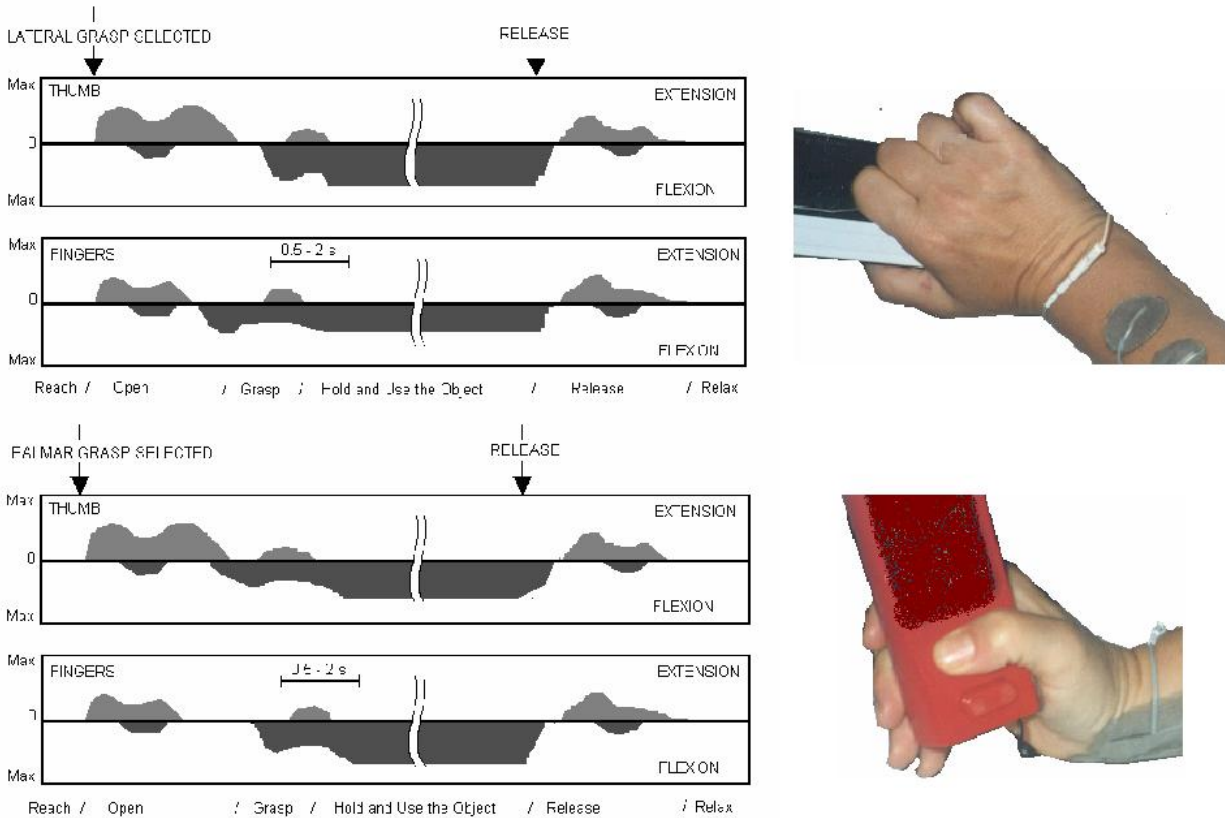 LATERAL GRASP SELECTED RELEASE
Max THUMB EXTENSION
0
Max FLEXION
Max FINGERS 0.5 - 2 s EXTENSION
0
Max FLEXION
Reach / Open / Grasp / Hold and Use the Object / Release / Relax
PALMAR GRASP SELECTED RELEASE
Max THUMB EXTENSION
0
Max FLEXION
Max FINGERS 0.5 - 2 s EXTENSION
0
Max FLEXION
Reach / Open / Grasp / Hold and Use the Object / Release / Relax